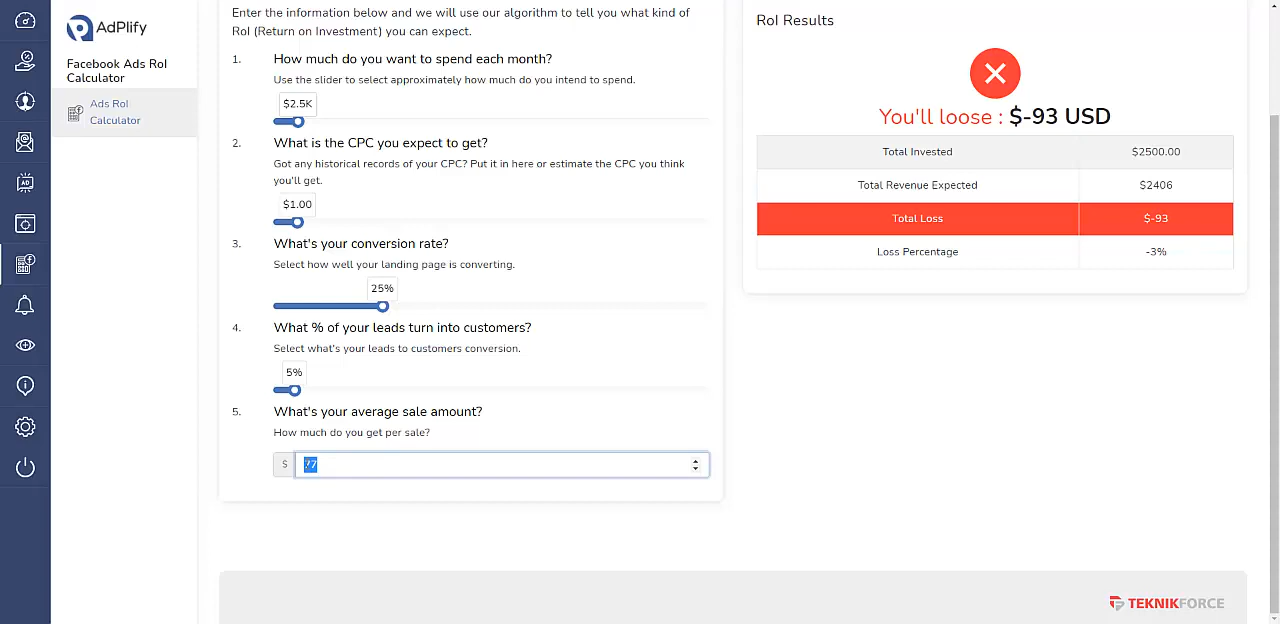 AdPlify
Facebook Ads RoI
Calculator
Ads RoI
Calculator
Enter the information below and we will use our algorithm to tell you what kind of
RoI (Return on Investment) you can expect.
1. How much do you want to spend each month?
Use the slider to select approximately how much do you intend to spend.
$2.5K
2. What is the CPC you expect to get?
Got any historical records of your CPC? Put it in here or estimate the CPC you think
you'll get.
$1.00
3. What's your conversion rate?
Select how well your landing page is converting.
25%
4. What % of your leads turn into customers?
Select what's your leads to customers conversion.
5%
5. What's your average sale amount?
How much do you get per sale?
$ 77
RoI Results
You'll loose : $-93 USD
Total Invested $2500.00
Total Revenue Expected $2406
Total Loss $-93
Loss Percentage -3%
TEKNIKFORCE